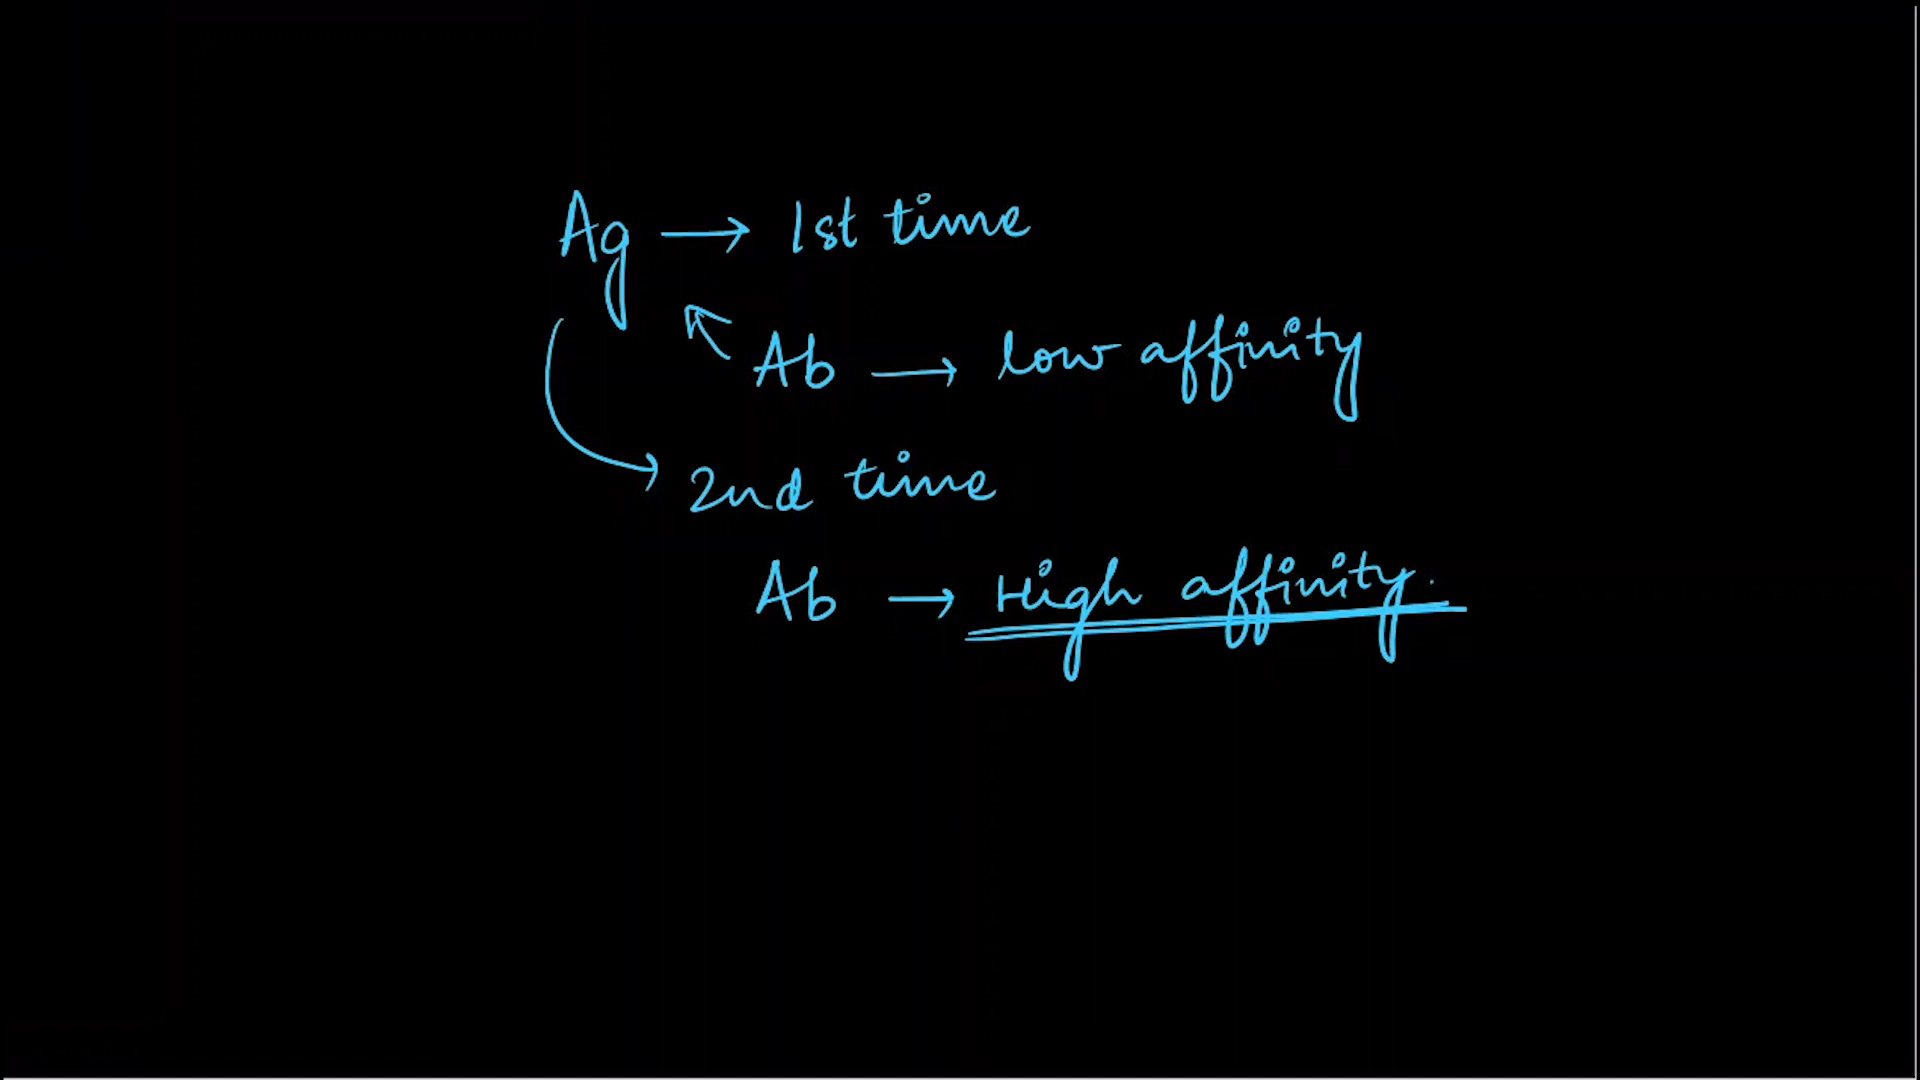 Ag → 1st time
Ab → low affinity
2nd time
Ab → High affinity.